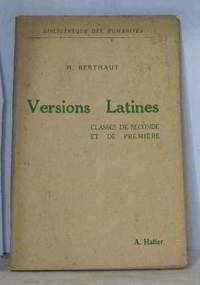 BIBLIOTHÈQUE DES HUMANITÉS
H. BERTHAUT
Versions Latines
CLASSES DE SECONDE
ET DE PREMIÈRE
A. Hatier